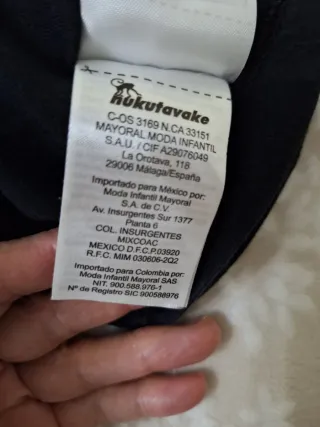 nukutavake
C-OS 3169 N.CA 33151
MAYORAL MODA INFANTIL
S.A.U. / CIF A29076049
La Orotava, 118
29006 Málaga/España
Importado para México por:
Moda Infantil Mayoral
S.A. de C.V.
Av. Insurgentes Sur 1377
Planta 6
COL. INSURGENTES
MIXCOAC
MEXICO D.F.C.P.03920
R.F.C. MIM 030606-2Q2
Importado para Colombia por:
Moda Infantil Mayoral SAS
NIT. 900.588.976-1
Nº de Registro SIC 900588976